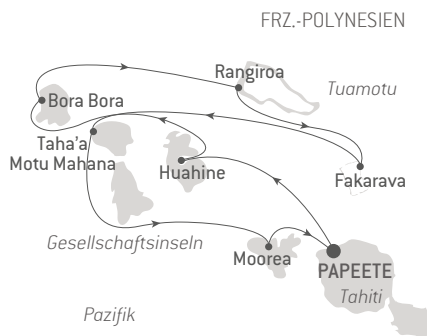 FRZ.-POLYNESIEN
Rangiroa
Tuamotu
Bora Bora
Taha'a
Motu Mahana
Huahine
Fakarava
Gesellschaftsinseln
Moorea
PAPEETE
Tahiti
Pazifik